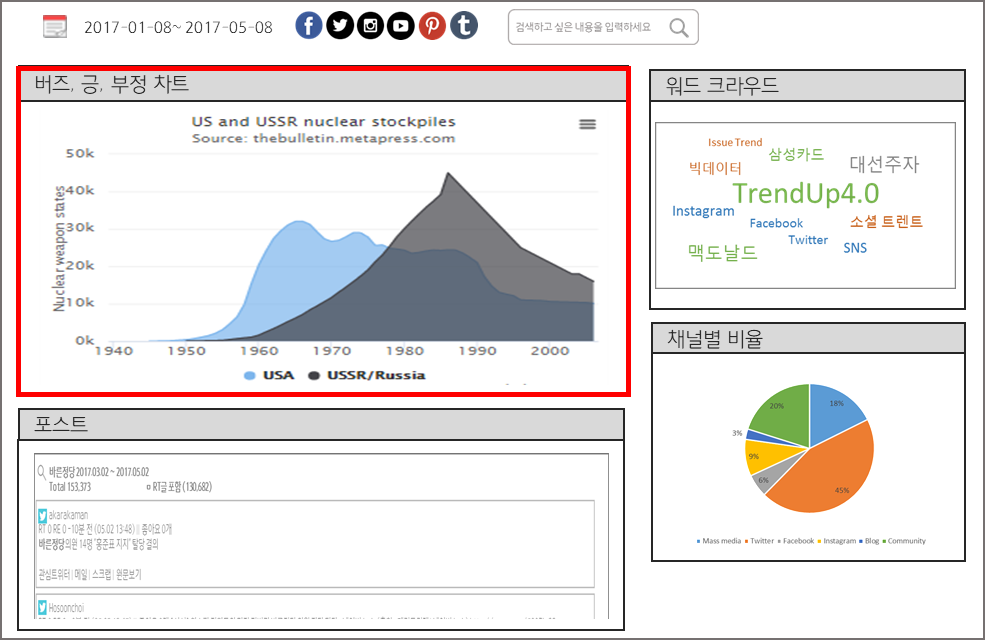 2017-01-08~ 2017-05-08
검색하고 싶은 내용을 입력하세요
버즈, 긍, 부정 차트
US and USSR nuclear stockpiles
Source: thebulletin.metapress.com
Nuclear weapon states
50k
40k
30k
20k
10k
0k
1940 1950 1960 1970 1980 1990 2000
USA USSR/Russia
워드 크라우드
Issue Trend
삼성카드
빅데이터
대선주자
TrendUp4.0
Instagram
Facebook
소셜 트렌트
Twitter
SNS
맥도날드
채널별 비율
20%
18%
3%
9%
6%
45%
Mass media Twitter Facebook Instagram Blog Community
포스트
바른정당 2017.03.02 ~ 2017.05.02
Total 153,373 RT글 포함 (130,682)
akarakaman
RT 0 RE 0 -10분 전 (05.02 13:48) || 좋아요 0개
바른정당의원 14명 "홍준표 지지" 탈당 결의
관심트위터 | 메일 | 스크랩 | 원문보기
Hosoonchoi